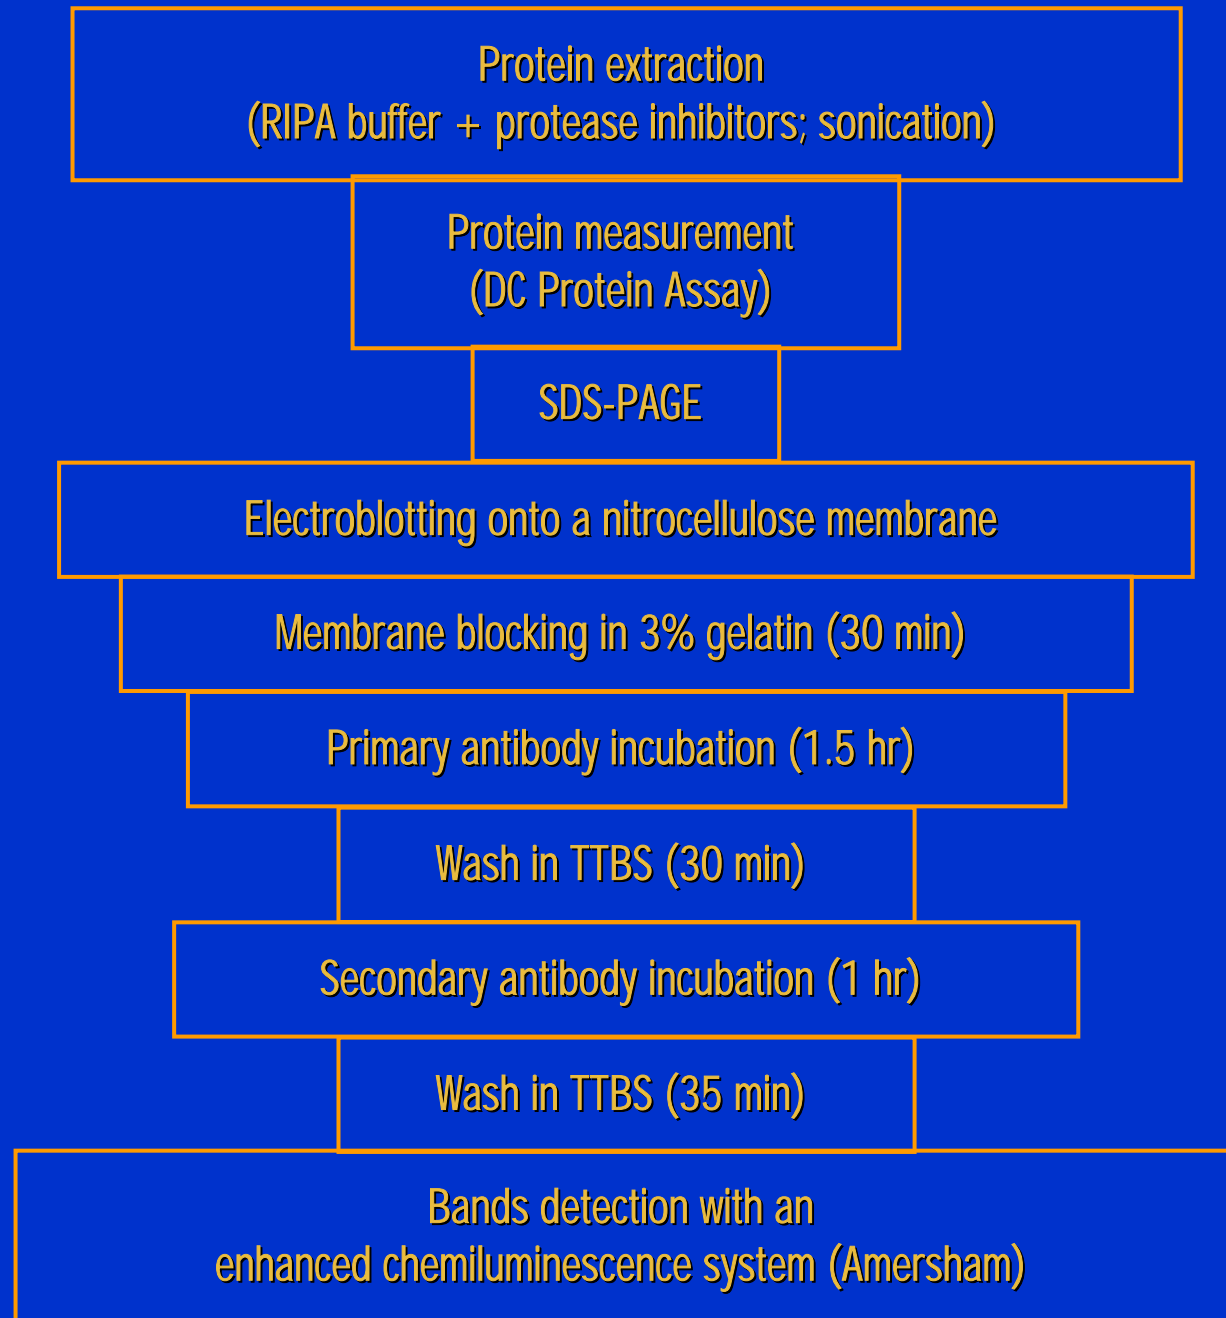 Protein extraction
(RIPA buffer + protease inhibitors; sonication)
Protein measurement
(DC Protein Assay)
SDS-PAGE
Electroblotting onto a nitrocellulose membrane
Membrane blocking in 3% gelatin (30 min)
Primary antibody incubation (1.5 hr)
Wash in TTBS (30 min)
Secondary antibody incubation (1 hr)
Wash in TTBS (35 min)
Bands detection with an
enhanced chemiluminescence system (Amersham)